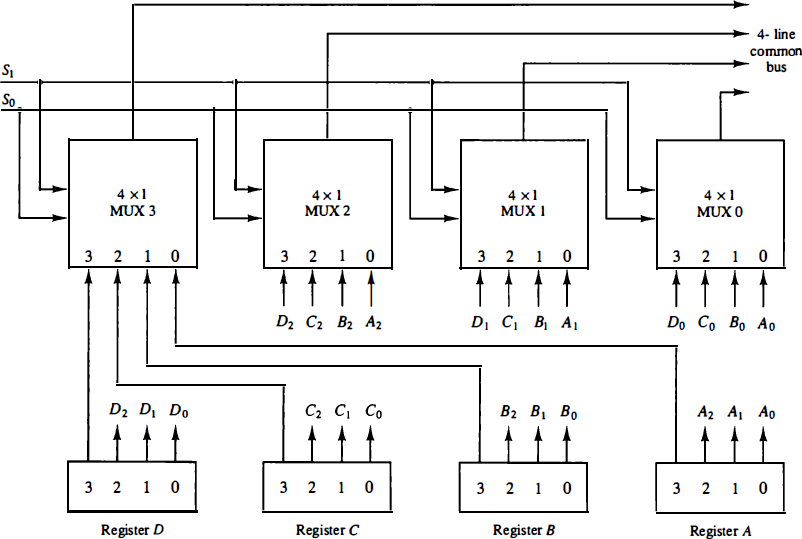 4- line
common
bus
S₁
S₀
4 × 1
MUX 3
4 × 1
MUX 2
4 × 1
MUX 1
4 × 1
MUX 0
3 2 1 0
3 2 1 0
3 2 1 0
3 2 1 0
D₂ C₂ B₂ A₂
D₁ C₁ B₁ A₁
D₀ C₀ B₀ A₀
D₂ D₁ D₀
C₂ C₁ C₀
B₂ B₁ B₀
A₂ A₁ A₀
3 2 1 0
3 2 1 0
3 2 1 0
3 2 1 0
Register D
Register C
Register B
Register A